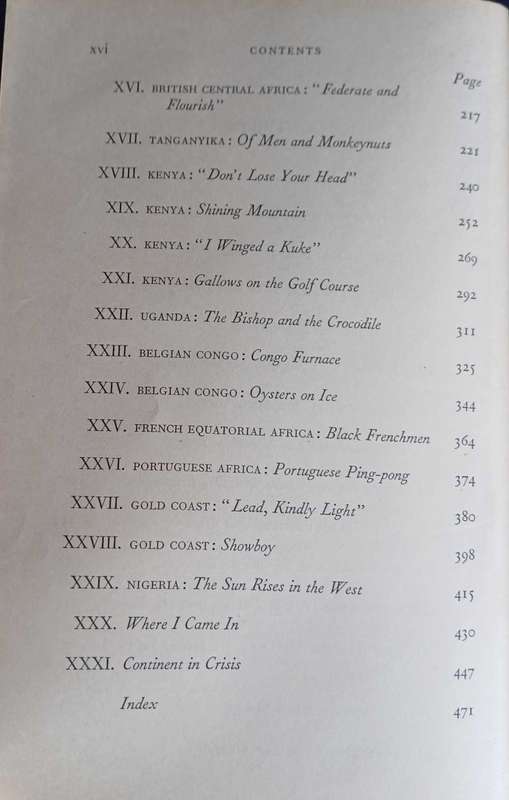 xvi CONTENTS
Page
XVI. BRITISH CENTRAL AFRICA: "Federate and
Flourish" 217
XVII. TANGANYIKA: Of Men and Monkeynuts 221
XVIII. KENYA: "Don't Lose Your Head" 240
XIX. KENYA: Shining Mountain 252
XX. KENYA: "I Winged a Kuke" 269
XXI. KENYA: Gallows on the Golf Course 292
XXII. UGANDA: The Bishop and the Crocodile 311
XXIII. BELGIAN CONGO: Congo Furnace 325
XXIV. BELGIAN CONGO: Oysters on Ice 344
XXV. FRENCH EQUATORIAL AFRICA: Black Frenchmen 364
XXVI. PORTUGUESE AFRICA: Portuguese Ping-pong 374
XXVII. GOLD COAST: "Lead, Kindly Light" 380
XXVIII. GOLD COAST: Showboy 398
XXIX. NIGERIA: The Sun Rises in the West 415
XXX. Where I Came In 430
XXXI. Continent in Crisis 447
Index 471